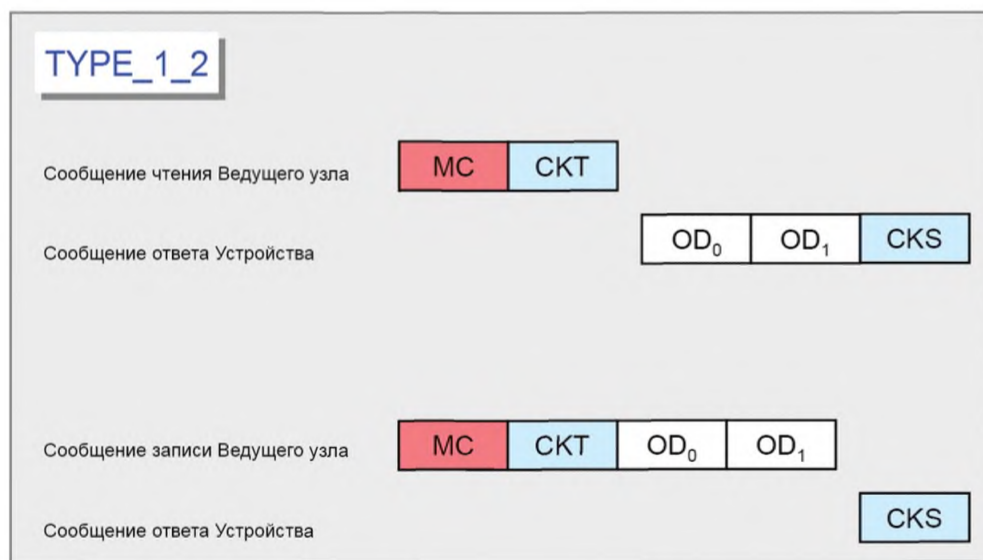 TYPE_1_2
Сообщение чтения Ведущего узла MC CKT
Сообщение ответа Устройства OD₀ OD₁ CKS
Сообщение записи Ведущего узла MC CKT OD₀ OD₁
Сообщение ответа Устройства CKS